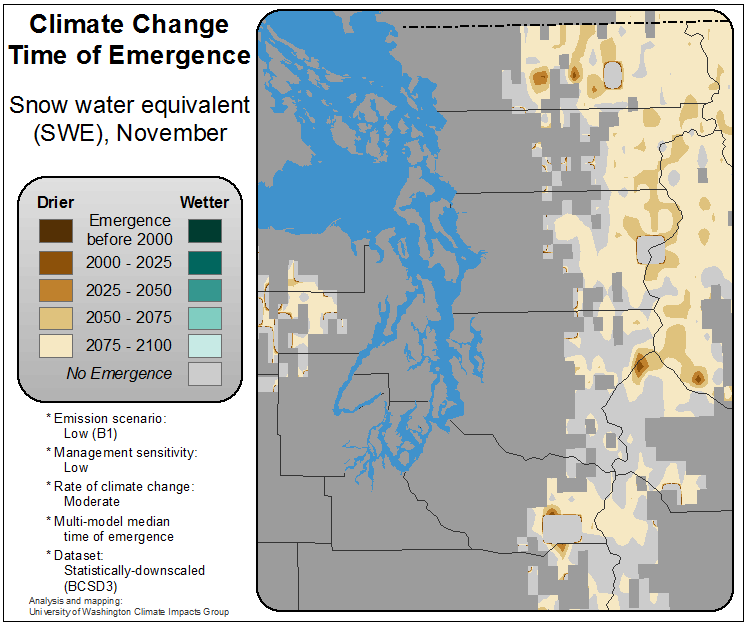 Climate Change
Time of Emergence
Snow water equivalent
(SWE), November
Drier Wetter
Emergence
before 2000
2000 - 2025
2025 - 2050
2050 - 2075
2075 - 2100
No Emergence
* Emission scenario:
Low (B1)
* Management sensitivity:
Low
* Rate of climate change:
Moderate
* Multi-model median
time of emergence
* Dataset:
Statistically-downscaled
(BCSD3)
Analysis and mapping:
University of Washington Climate Impacts Group